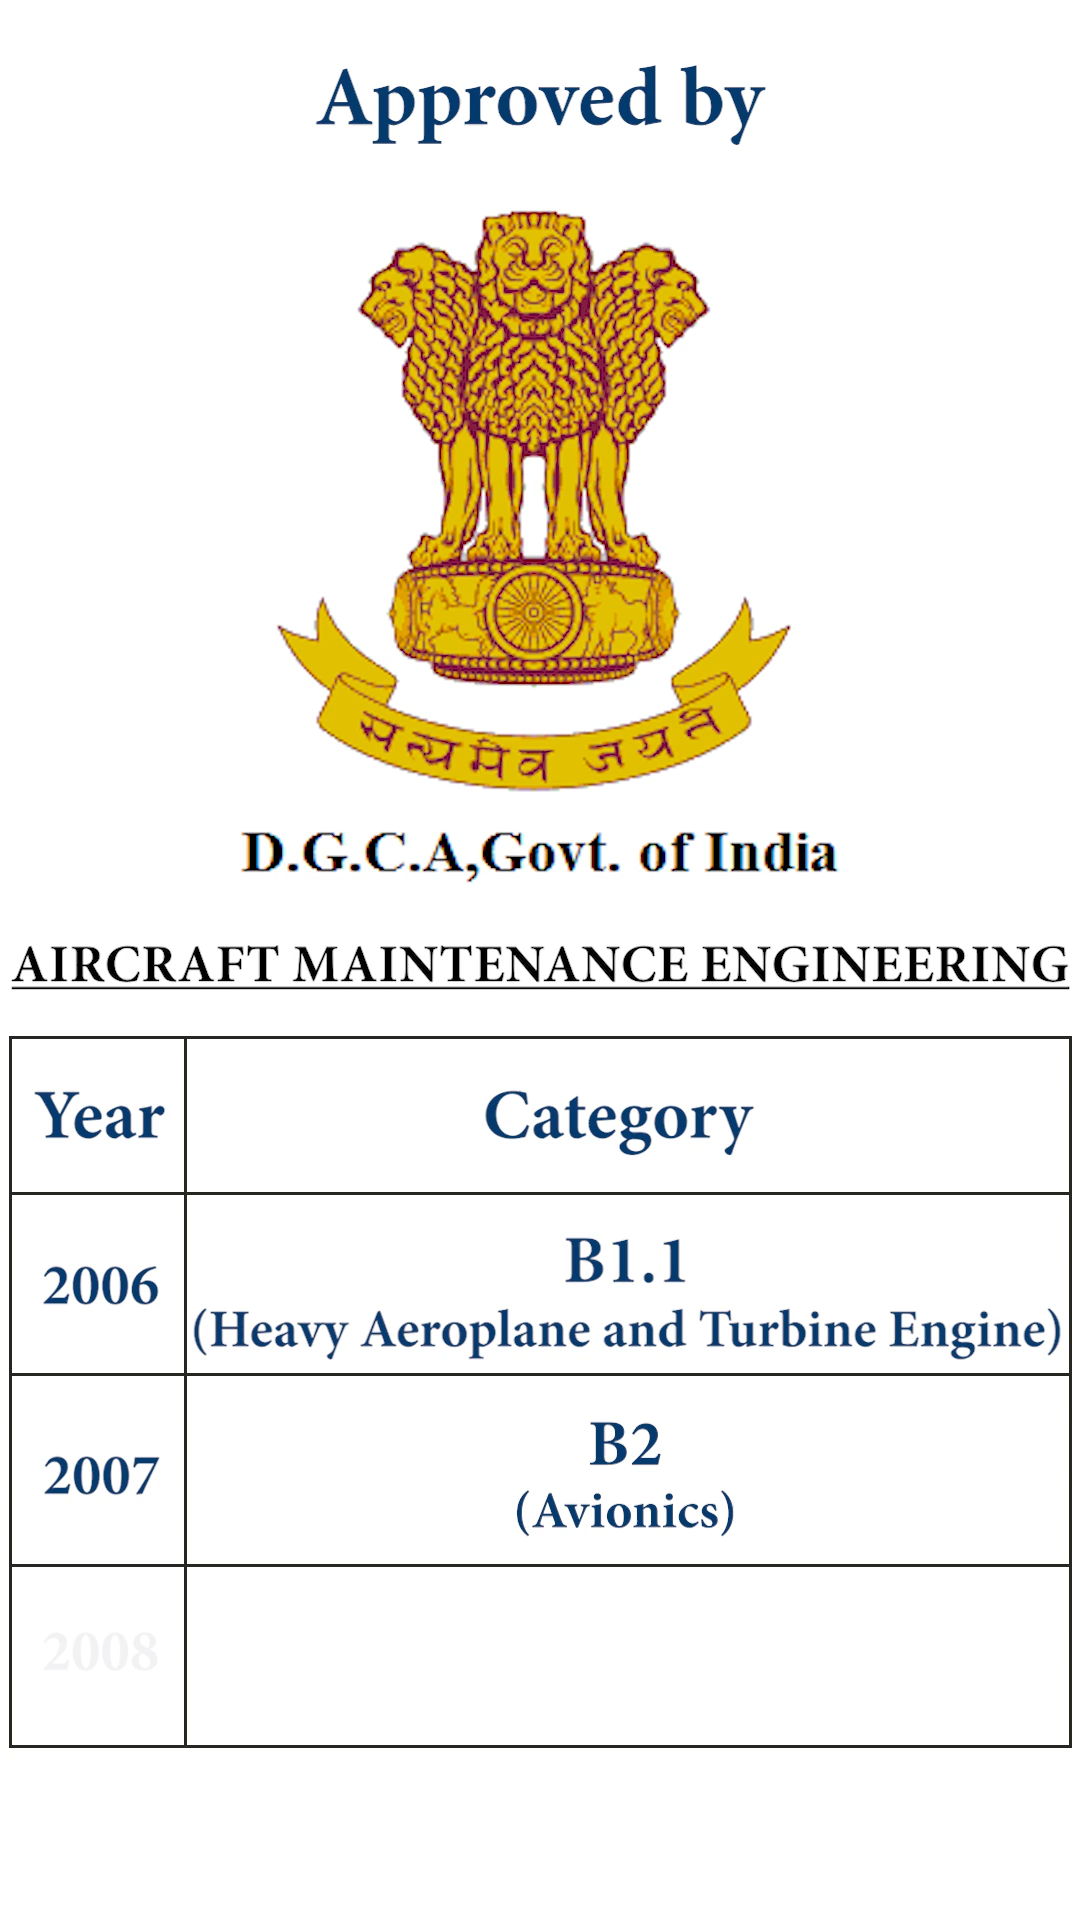 Approved by
सत्यमेव जयते
D.G.C.A,Govt. of India
AIRCRAFT MAINTENANCE ENGINEERING
Year Category
2006 B1.1
(Heavy Aeroplane and Turbine Engine)
2007 B2
(Avionics)
2008